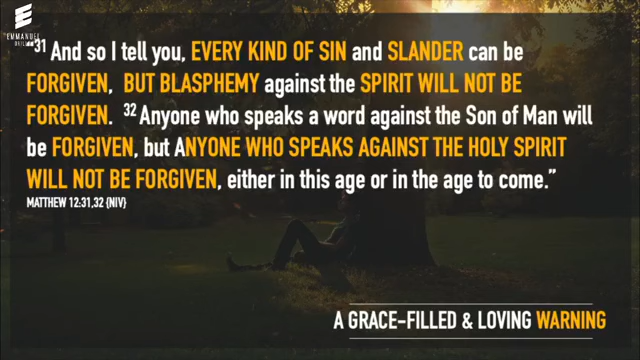 EMMANUEL
"31 And so I tell you, EVERY KIND OF SIN and SLANDER can be
FORGIVEN, BUT BLASPHEMY against the SPIRIT WILL NOT BE
FORGIVEN. 32 Anyone who speaks a word against the Son of Man will
be FORGIVEN, but ANYONE WHO SPEAKS AGAINST THE HOLY SPIRIT
WILL NOT BE FORGIVEN, either in this age or in the age to come."
MATTHEW 12:31,32 {NIV}
A GRACE-FILLED & LOVING WARNING